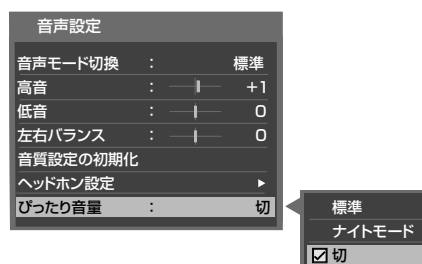 音声設定
音声モード切換 : 標準
高音 : +1
低音 : 0
左右バランス : 0
音質設定の初期化
ヘッドホン設定
ぴったり音量 : 切
標準
ナイトモード
切